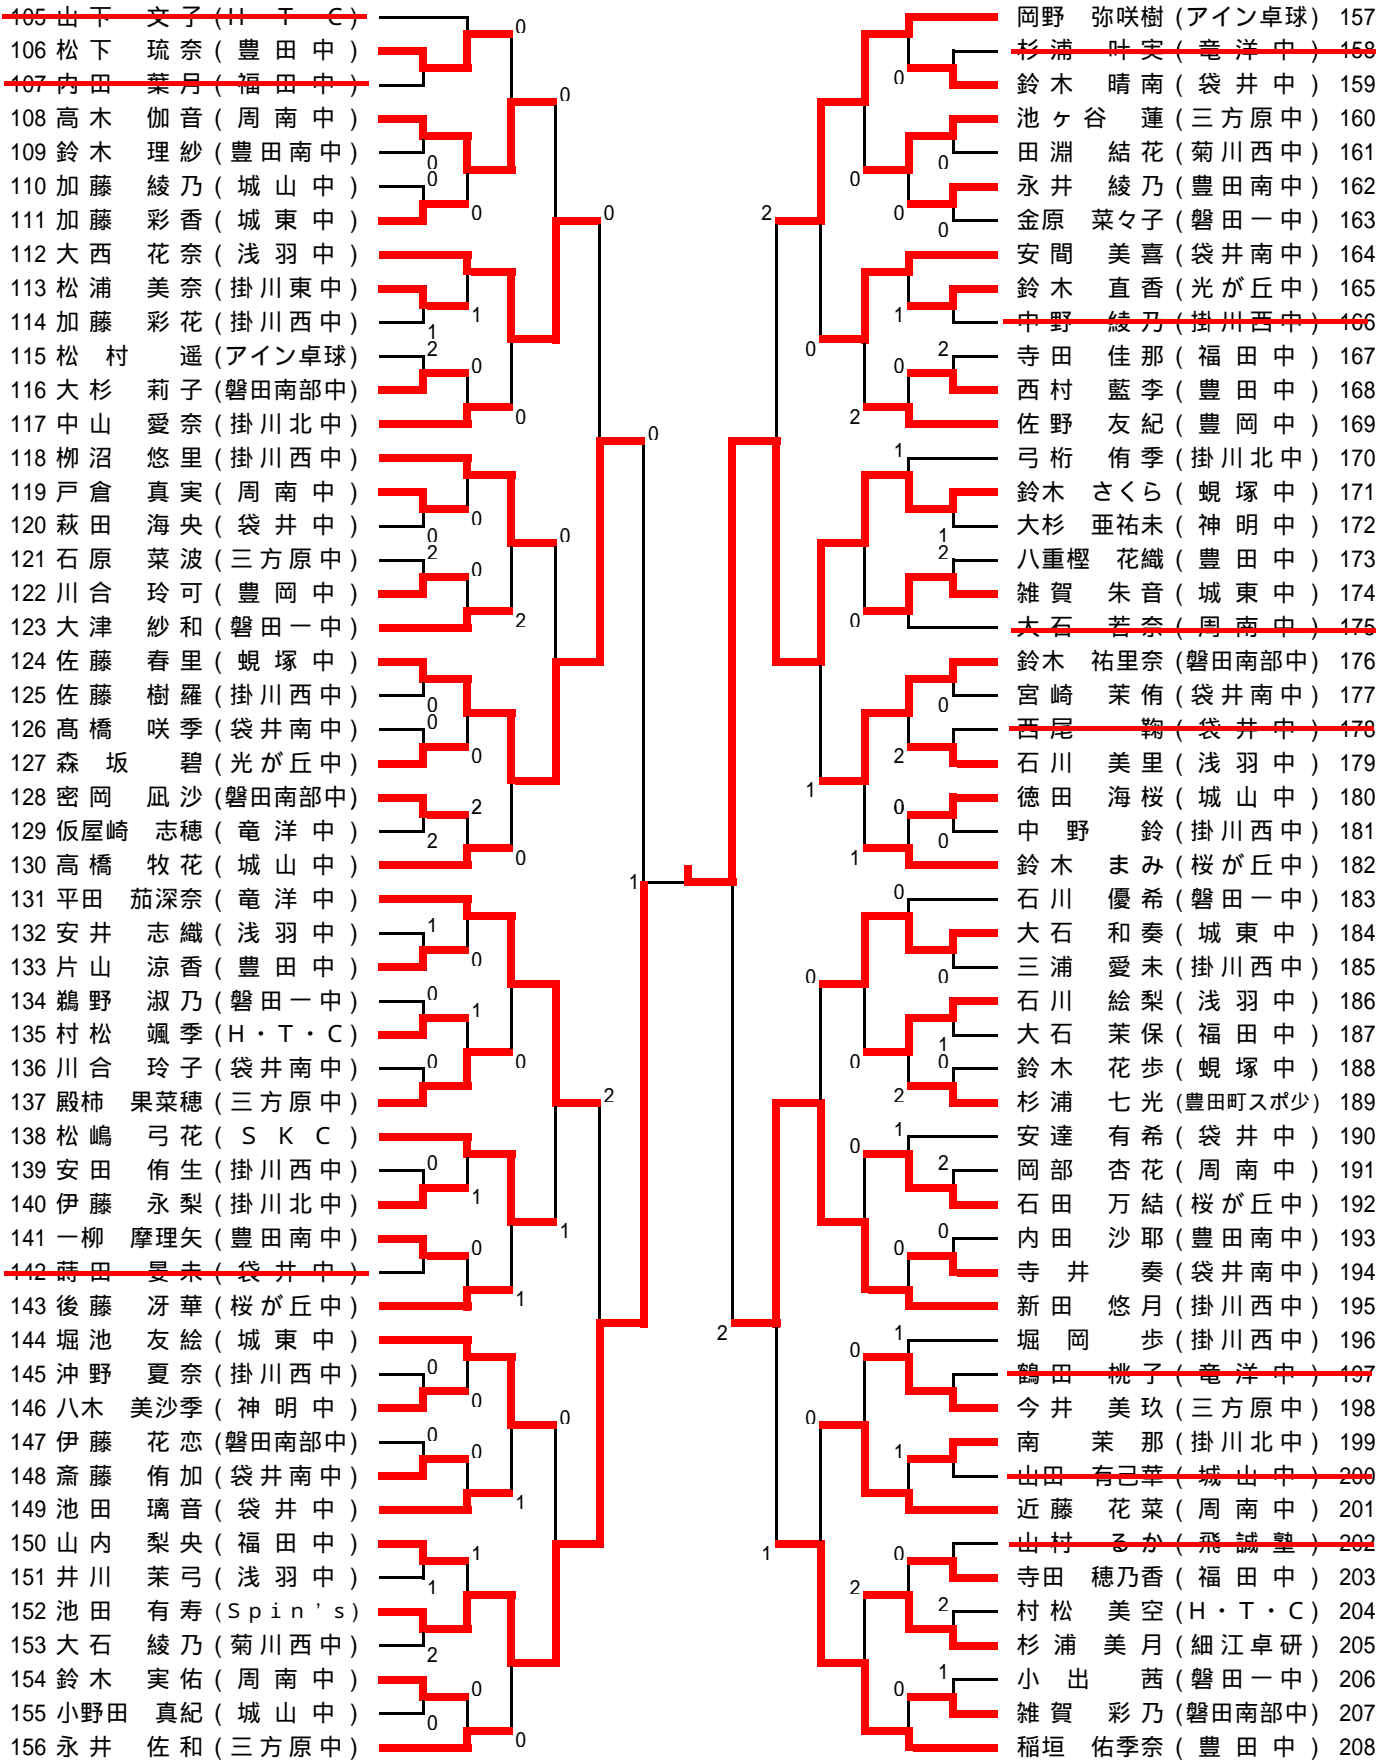 105 山下 文子 (H T C)
106 松下 琉奈 (豊田中)
107 内田 葉月 (福田中)
108 高木 伽音 (周南中)
109 鈴木 理紗 (豊田南中)
110 加藤 綾乃 (城山中)
111 加藤 彩香 (城東中)
112 大西 花奈 (浅羽中)
113 松浦 美奈 (掛川東中)
114 加藤 彩花 (掛川西中)
115 松村 遥 (アイン卓球)
116 大杉 莉子 (磐田南部中)
117 中山 愛奈 (掛川北中)
118 栁沼 悠里 (掛川西中)
119 戸倉 真実 (周南中)
120 萩田 海央 (袋井中)
121 石原 菜波 (三方原中)
122 川合 玲可 (豊岡中)
123 大津 紗和 (磐田一中)
124 佐藤 春里 (蜆塚中)
125 佐藤 樹羅 (掛川西中)
126 髙橋 咲季 (袋井南中)
127 森坂 碧 (光が丘中)
128 密岡 凪沙 (磐田南部中)
129 仮屋崎 志穂 (竜洋中)
130 高橋 牧花 (城山中)
131 平田 茄深奈 (竜洋中)
132 安井 志織 (浅羽中)
133 片山 涼香 (豊田中)
134 鵜野 淑乃 (磐田一中)
135 村松 颯季 (H・T・C)
136 川合 玲子 (袋井南中)
137 殿柿 果菜穂 (三方原中)
138 松嶋 弓花 (S K C)
139 安田 侑生 (掛川西中)
140 伊藤 永梨 (掛川北中)
141 一柳 摩理矢 (豊田南中)
142 蒔田 晏未 (袋井中)
143 後藤 冴華 (桜が丘中)
144 堀池 友絵 (城東中)
145 沖野 夏奈 (掛川西中)
146 八木 美沙季 (神明中)
147 伊藤 花恋 (磐田南部中)
148 斎藤 侑加 (袋井南中)
149 池田 璃音 (袋井中)
150 山内 梨央 (福田中)
151 井川 茉弓 (浅羽中)
152 池田 有寿 (Spin's)
153 大石 綾乃 (菊川西中)
154 鈴木 実佑 (周南中)
155 小野田 真紀 (城山中)
156 永井 佐和 (三方原中)
岡野 弥咲樹 (アイン卓球) 157
杉浦 叶実 (竜洋中) 158
鈴木 晴南 (袋井中) 159
池ヶ谷 蓮 (三方原中) 160
田淵 結花 (菊川西中) 161
永井 綾乃 (豊田南中) 162
金原 菜々子 (磐田一中) 163
安間 美喜 (袋井南中) 164
鈴木 直香 (光が丘中) 165
中野 綾乃 (掛川西中) 166
寺田 佳那 (福田中) 167
西村 藍李 (豊田中) 168
佐野 友紀 (豊岡中) 169
弓桁 侑季 (掛川北中) 170
鈴木 さくら (蜆塚中) 171
大杉 亜祐未 (神明中) 172
八重樫 花織 (豊田中) 173
雑賀 朱音 (城東中) 174
大石 若奈 (周南中) 175
鈴木 祐里奈 (磐田南部中) 176
宮崎 茉侑 (袋井南中) 177
西尾 鞠 (袋井中) 178
石川 美里 (浅羽中) 179
徳田 海桜 (城山中) 180
中野 鈴 (掛川西中) 181
鈴木 まみ (桜が丘中) 182
石川 優希 (磐田一中) 183
大石 和奏 (城東中) 184
三浦 愛未 (掛川西中) 185
石川 絵梨 (浅羽中) 186
大石 茉保 (福田中) 187
鈴木 花歩 (蜆塚中) 188
杉浦 七光 (豊田町スポ少) 189
安達 有希 (袋井中) 190
岡部 杏花 (周南中) 191
石田 万結 (桜が丘中) 192
内田 沙耶 (豊田南中) 193
寺井 奏 (袋井南中) 194
新田 悠月 (掛川西中) 195
堀岡 歩 (掛川西中) 196
鶴田 桃子 (竜洋中) 197
今井 美玖 (三方原中) 198
南 茉那 (掛川北中) 199
山田 有己華 (城山中) 200
近藤 花菜 (周南中) 201
山村 るか (飛誠塾) 202
寺田 穂乃香 (福田中) 203
村松 美空 (H・T・C) 204
杉浦 美月 (細江卓研) 205
小出 茜 (磐田一中) 206
雑賀 彩乃 (磐田南部中) 207
稲垣 佑季奈 (豊田中) 208